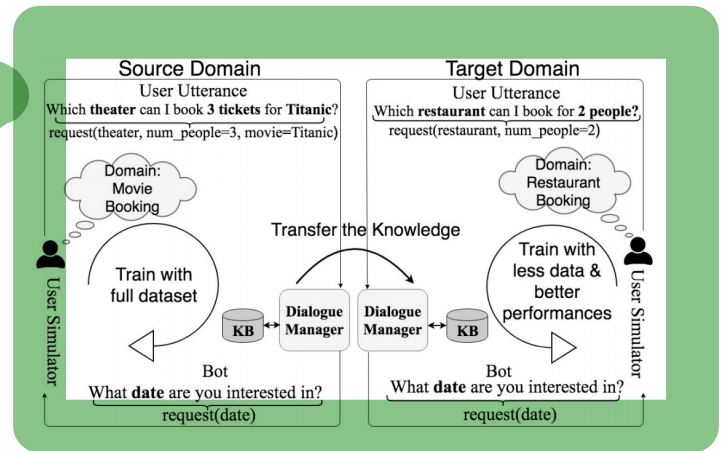 Source Domain
User Utterance
Which theater can I book 3 tickets for Titanic?
request(theater, num_people=3, movie=Titanic)
Domain:
Movie
Booking
Train with
full dataset
User Simulator
KB
Dialogue
Manager
Bot
What date are you interested in?
request(date)
Transfer the Knowledge
Target Domain
User Utterance
Which restaurant can I book for 2 people?
request(restaurant, num_people=2)
Domain:
Restaurant
Booking
Train with
less data &
better
performances
User Simulator
Dialogue
Manager
KB
Bot
What date are you interested in?
request(date)